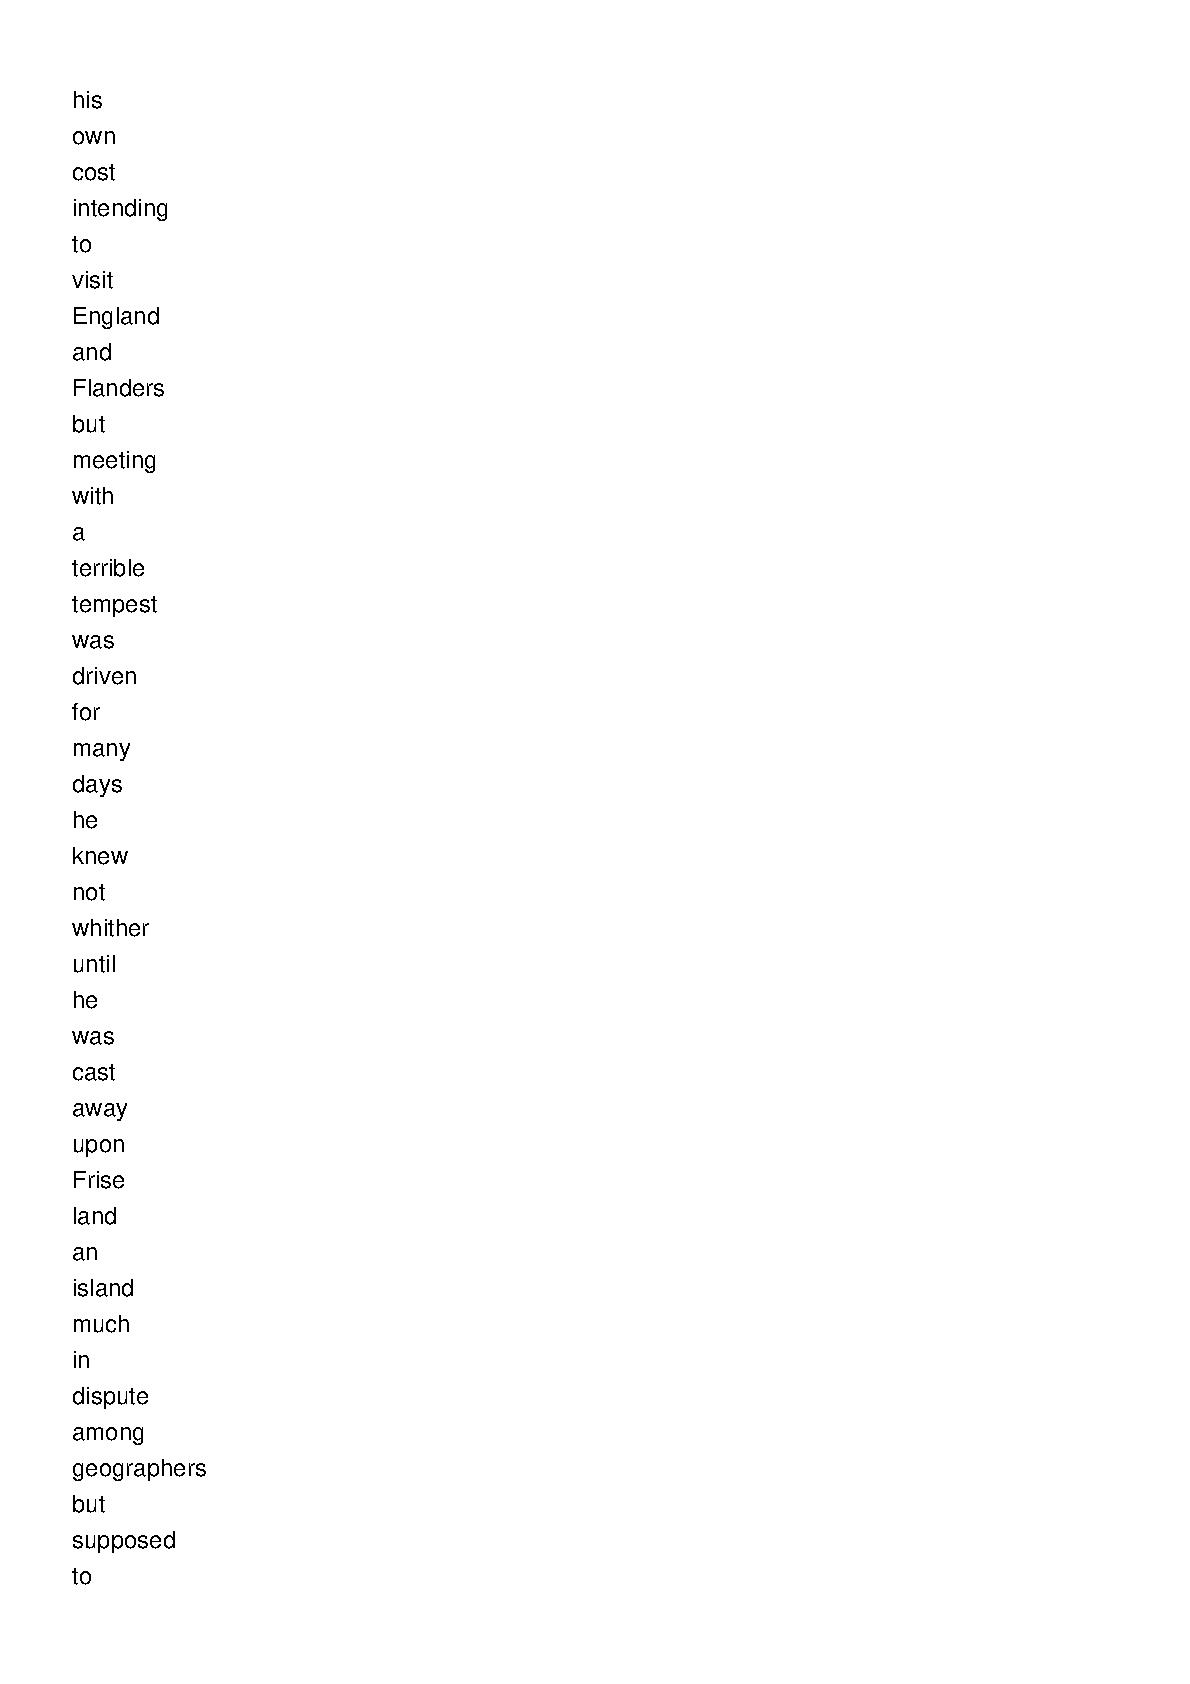 his
own
cost
intending
to
visit
England
and
Flanders
but
meeting
with
a
terrible
tempest
was
driven
for
many
days
he
knew
not
whither
until
he
was
cast
away
upon
Frise
land
an
island
much
in
dispute
among
geographers
but
supposed
to